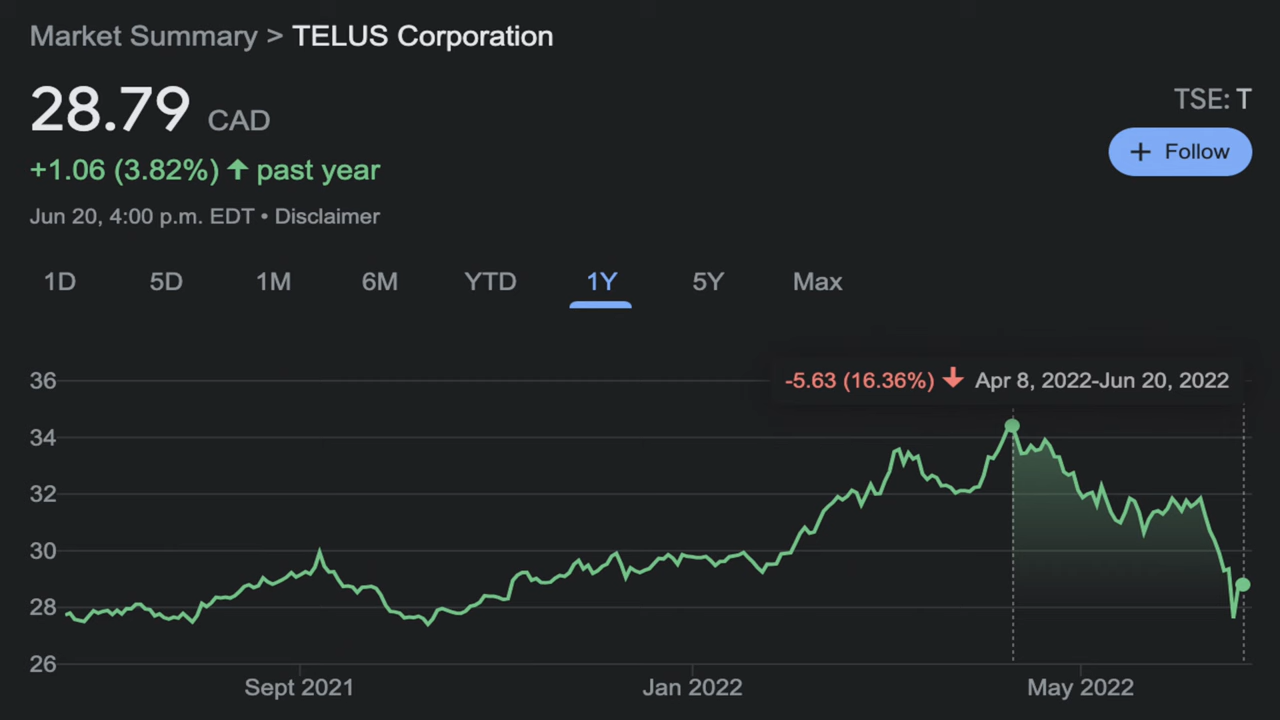 Market Summary > TELUS Corporation
28.79 CAD
TSE: T
+ Follow
+1.06 (3.82%) ↑ past year
Jun 20, 4:00 p.m. EDT • Disclaimer
1D 5D 1M 6M YTD 1Y 5Y Max
-5.63 (16.36%) ↓ Apr 8, 2022-Jun 20, 2022
36
34
32
30
28
26
Sept 2021 Jan 2022 May 2022